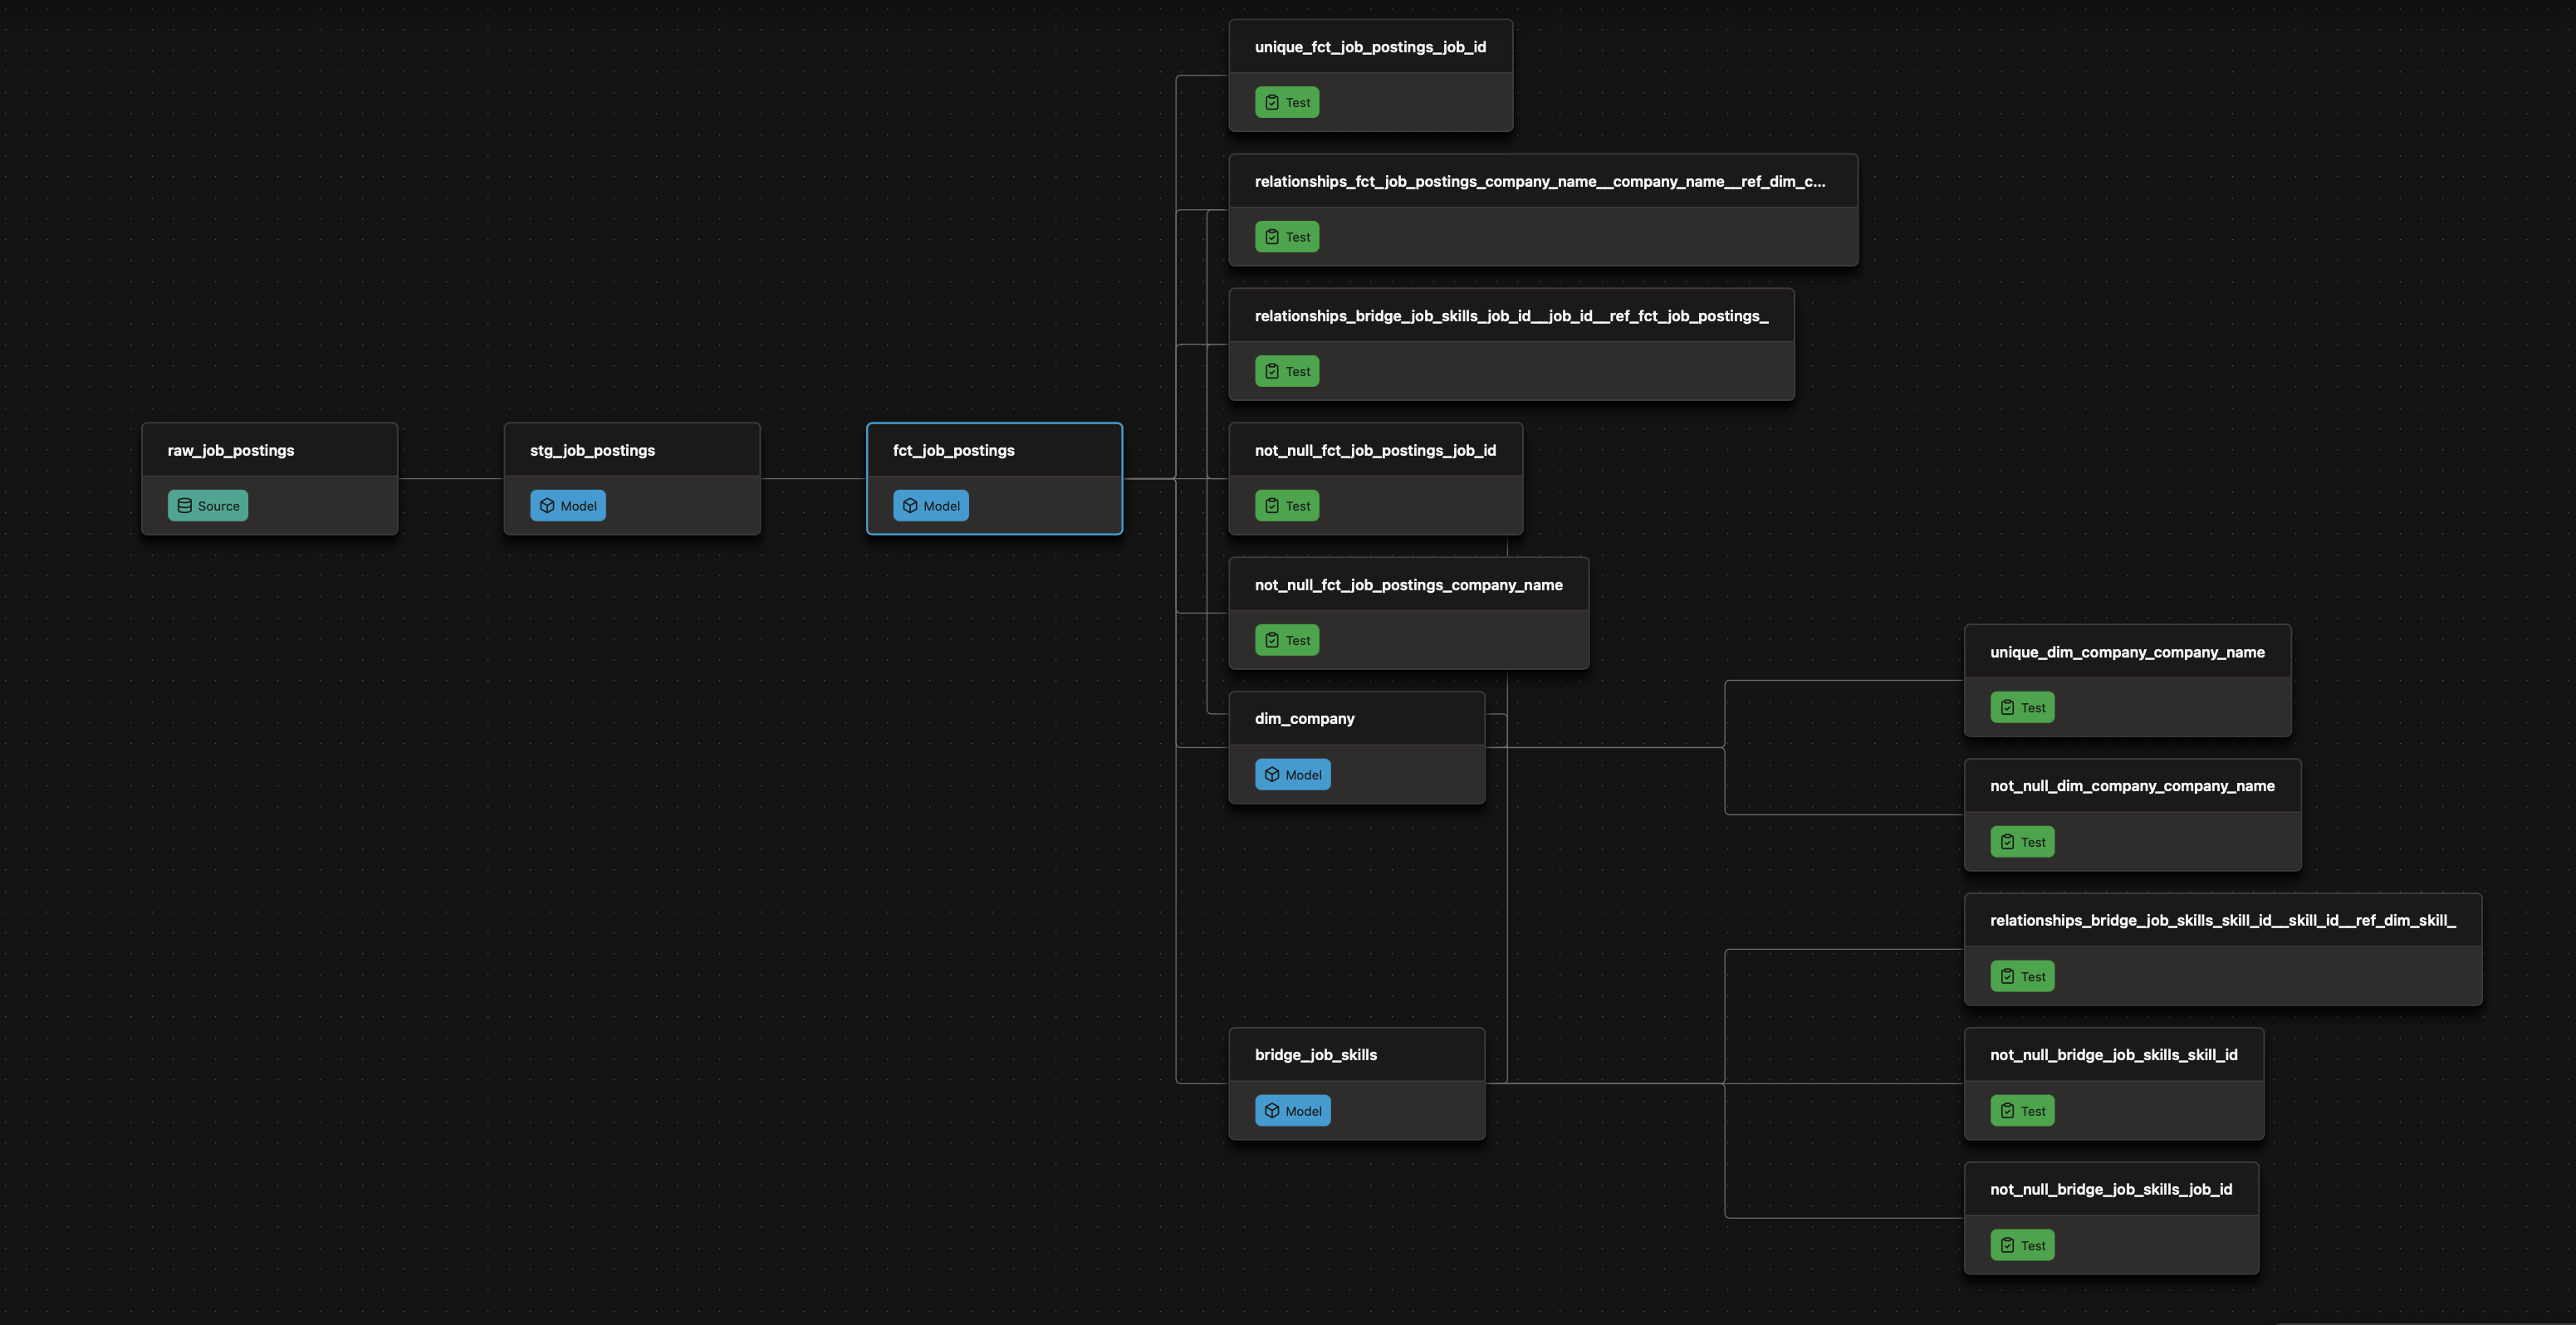 unique_fct_job_postings_job_id
Test
relationships_fct_job_postings_company_name__company_name__ref_dim_c...
Test
relationships_bridge_job_skills_job_id__job_id__ref_fct_job_postings_
Test
raw_job_postings
Source
stg_job_postings
Model
fct_job_postings
Model
not_null_fct_job_postings_job_id
Test
not_null_fct_job_postings_company_name
Test
dim_company
Model
unique_dim_company_company_name
Test
not_null_dim_company_company_name
Test
relationships_bridge_job_skills_skill_id__skill_id__ref_dim_skill_
Test
bridge_job_skills
Model
not_null_bridge_job_skills_skill_id
Test
not_null_bridge_job_skills_job_id
Test